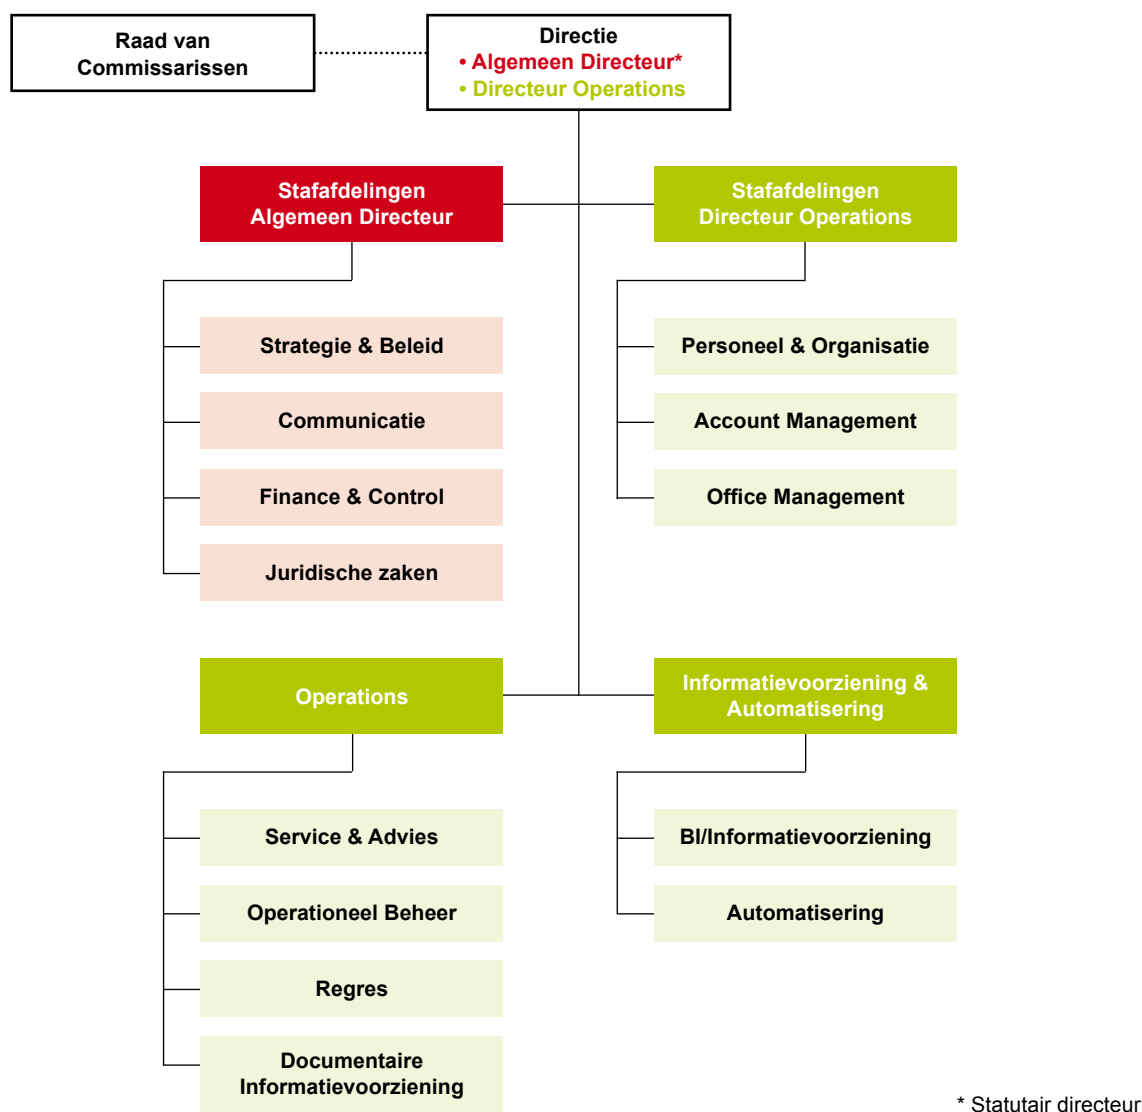 Raad van
Commissarissen
Directie
• Algemeen Directeur*
• Directeur Operations
Stafafdelingen
Algemeen Directeur
Stafafdelingen
Directeur Operations
Strategie & Beleid
Communicatie
Finance & Control
Juridische zaken
Personeel & Organisatie
Account Management
Office Management
Operations
Informatievoorziening &
Automatisering
Service & Advies
Operationeel Beheer
Regres
Documentaire
Informatievoorziening
BI/Informatievoorziening
Automatisering
* Statutair directeur